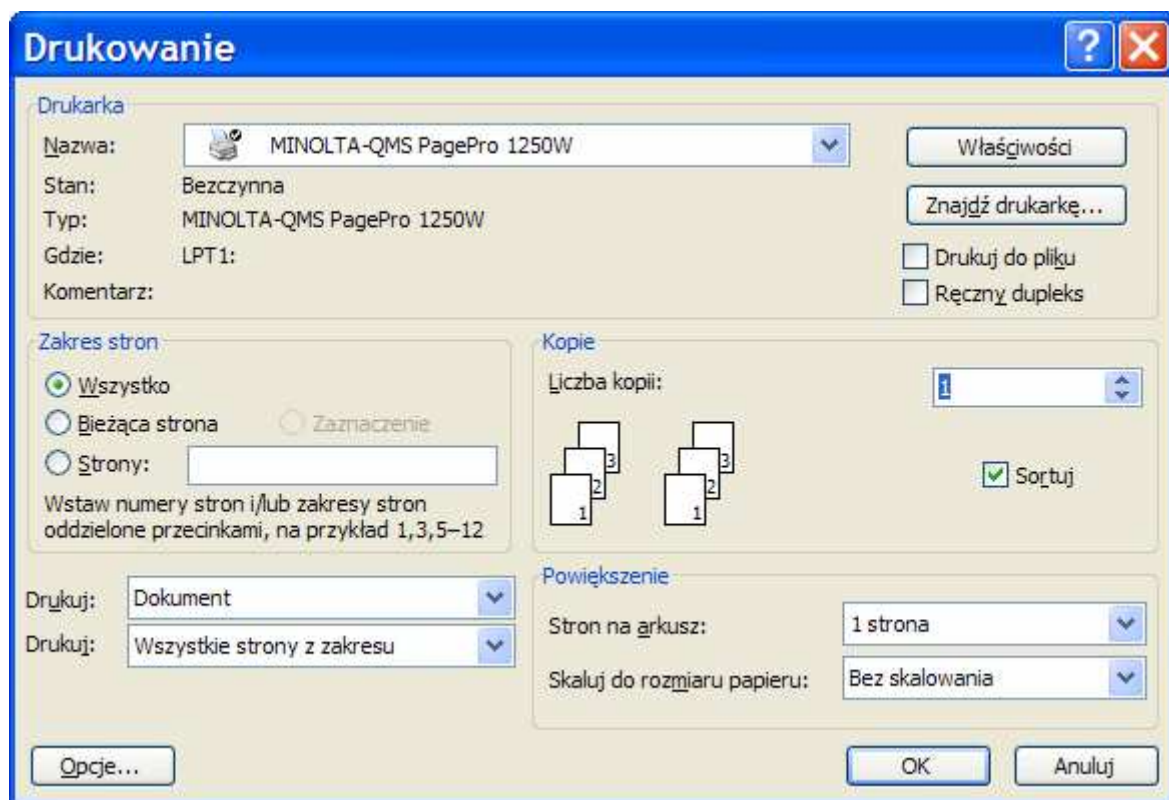 Drukowanie
Drukarka
Nazwa: MINOLTA-QMS PagePro 1250W Właściwości
Stan: Bezczynna
Typ: MINOLTA-QMS PagePro 1250W Znajdź drukarkę...
Gdzie: LPT1: Drukuj do pliku
Komentarz: Ręczny dupleks
Zakres stron
Wszystko
Bieżąca strona Zaznaczenie
Strony:
Wstaw numery stron i/lub zakresy stron
oddzielone przecinkami, na przykład 1,3,5–12
Kopie
Liczba kopii: 1
3 3
2 2
1 1
Sortuj
Drukuj: Dokument
Drukuj: Wszystkie strony z zakresu
Powiększenie
Stron na arkusz: 1 strona
Skaluj do rozmiaru papieru: Bez skalowania
Opcje... OK Anuluj